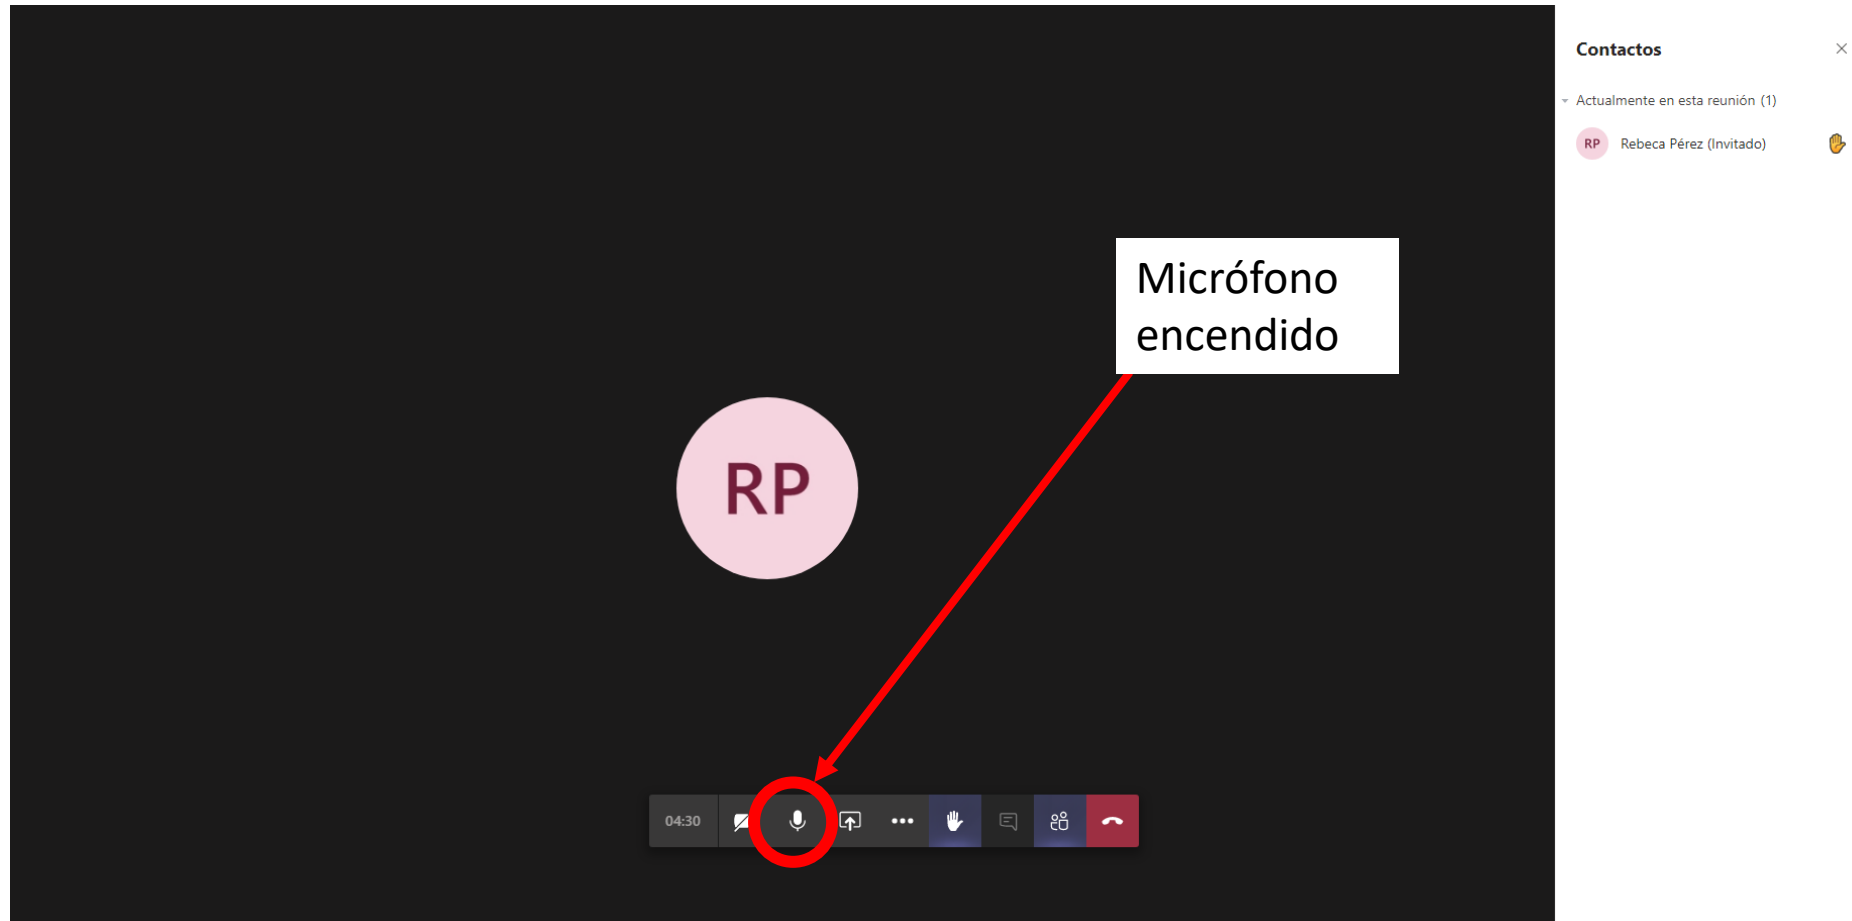 Contactos
Actualmente en esta reunión (1)
RP Rebeca Pérez (Invitado)
Micrófono
encendido
RP
04:30